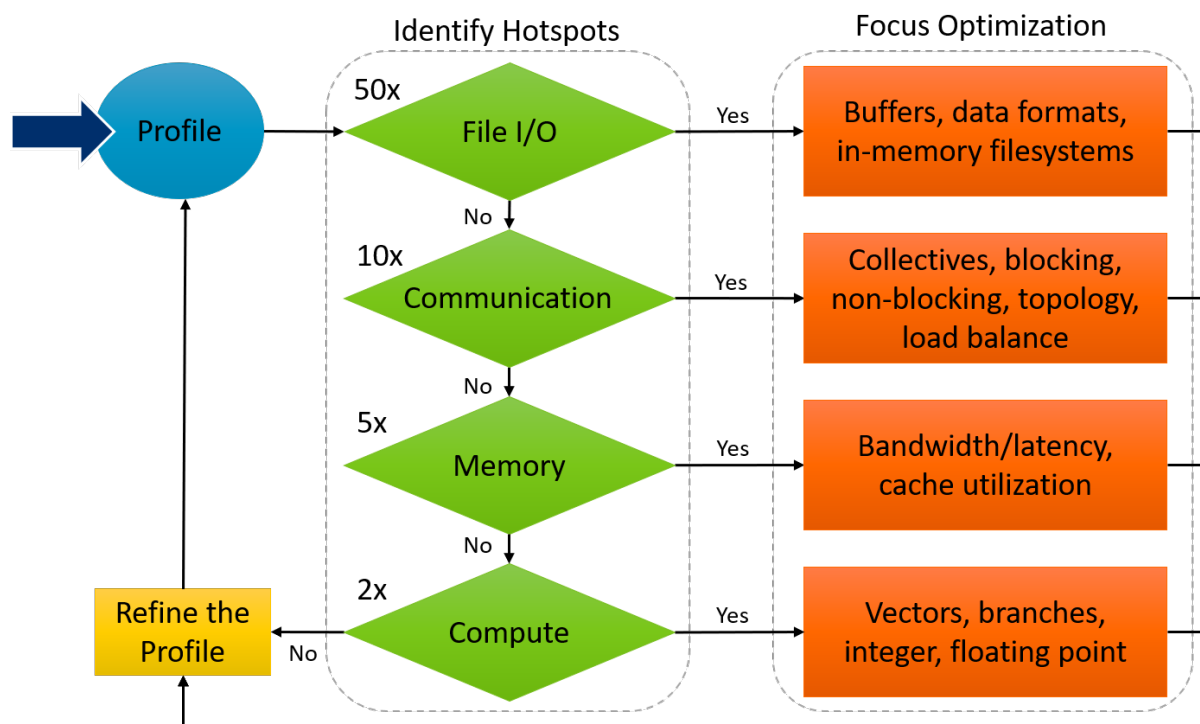 Identify Hotspots
Focus Optimization
Profile
50x
File I/O
Yes
Buffers, data formats,
in-memory filesystems
No
10x
Communication
Yes
Collectives, blocking,
non-blocking, topology,
load balance
No
5x
Memory
Yes
Bandwidth/latency,
cache utilization
No
2x
Compute
Yes
Vectors, branches,
integer, floating point
No
Refine the
Profile